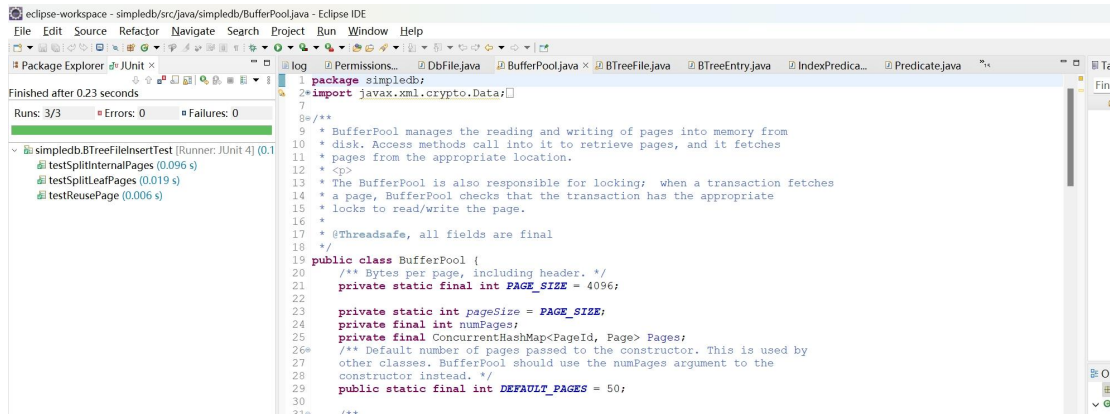 eclipse-workspace - simpledb/src/java/simpledb/BufferPool.java - Eclipse IDE
File Edit Source Refactor Navigate Search Project Run Window Help
Package Explorer JUnit ×
log Permissions... DbFile.java BufferPool.java × BTreeFile.java BTreeEntry.java IndexPredica... Predicate.java
Finished after 0.23 seconds
Runs: 3/3 Errors: 0 Failures: 0
simpledb.BTreeFileInsertTest [Runner: JUnit 4] (0.1
testSplitInternalPages (0.096 s)
testSplitLeafPages (0.019 s)
testReusePage (0.006 s)
1 package simpledb;
2 import javax.xml.crypto.Data;
7
8 /**
9 * BufferPool manages the reading and writing of pages into memory from
10 * disk. Access methods call into it to retrieve pages, and it fetches
11 * pages from the appropriate location.
12 * <p>
13 * The BufferPool is also responsible for locking; when a transaction fetches
14 * a page, BufferPool checks that the transaction has the appropriate
15 * locks to read/write the page.
16 *
17 * @Threadsafe, all fields are final
18 */
19 public class BufferPool {
20 /** Bytes per page, including header. */
21 private static final int PAGE_SIZE = 4096;
22
23 private static int pageSize = PAGE_SIZE;
24 private final int numPages;
25 private final ConcurrentHashMap<PageId, Page> Pages;
26 /** Default number of pages passed to the constructor. This is used by
27 other classes. BufferPool should use the numPages argument to the
28 constructor instead. */
29 public static final int DEFAULT_PAGES = 50;
30
Ta
Fin